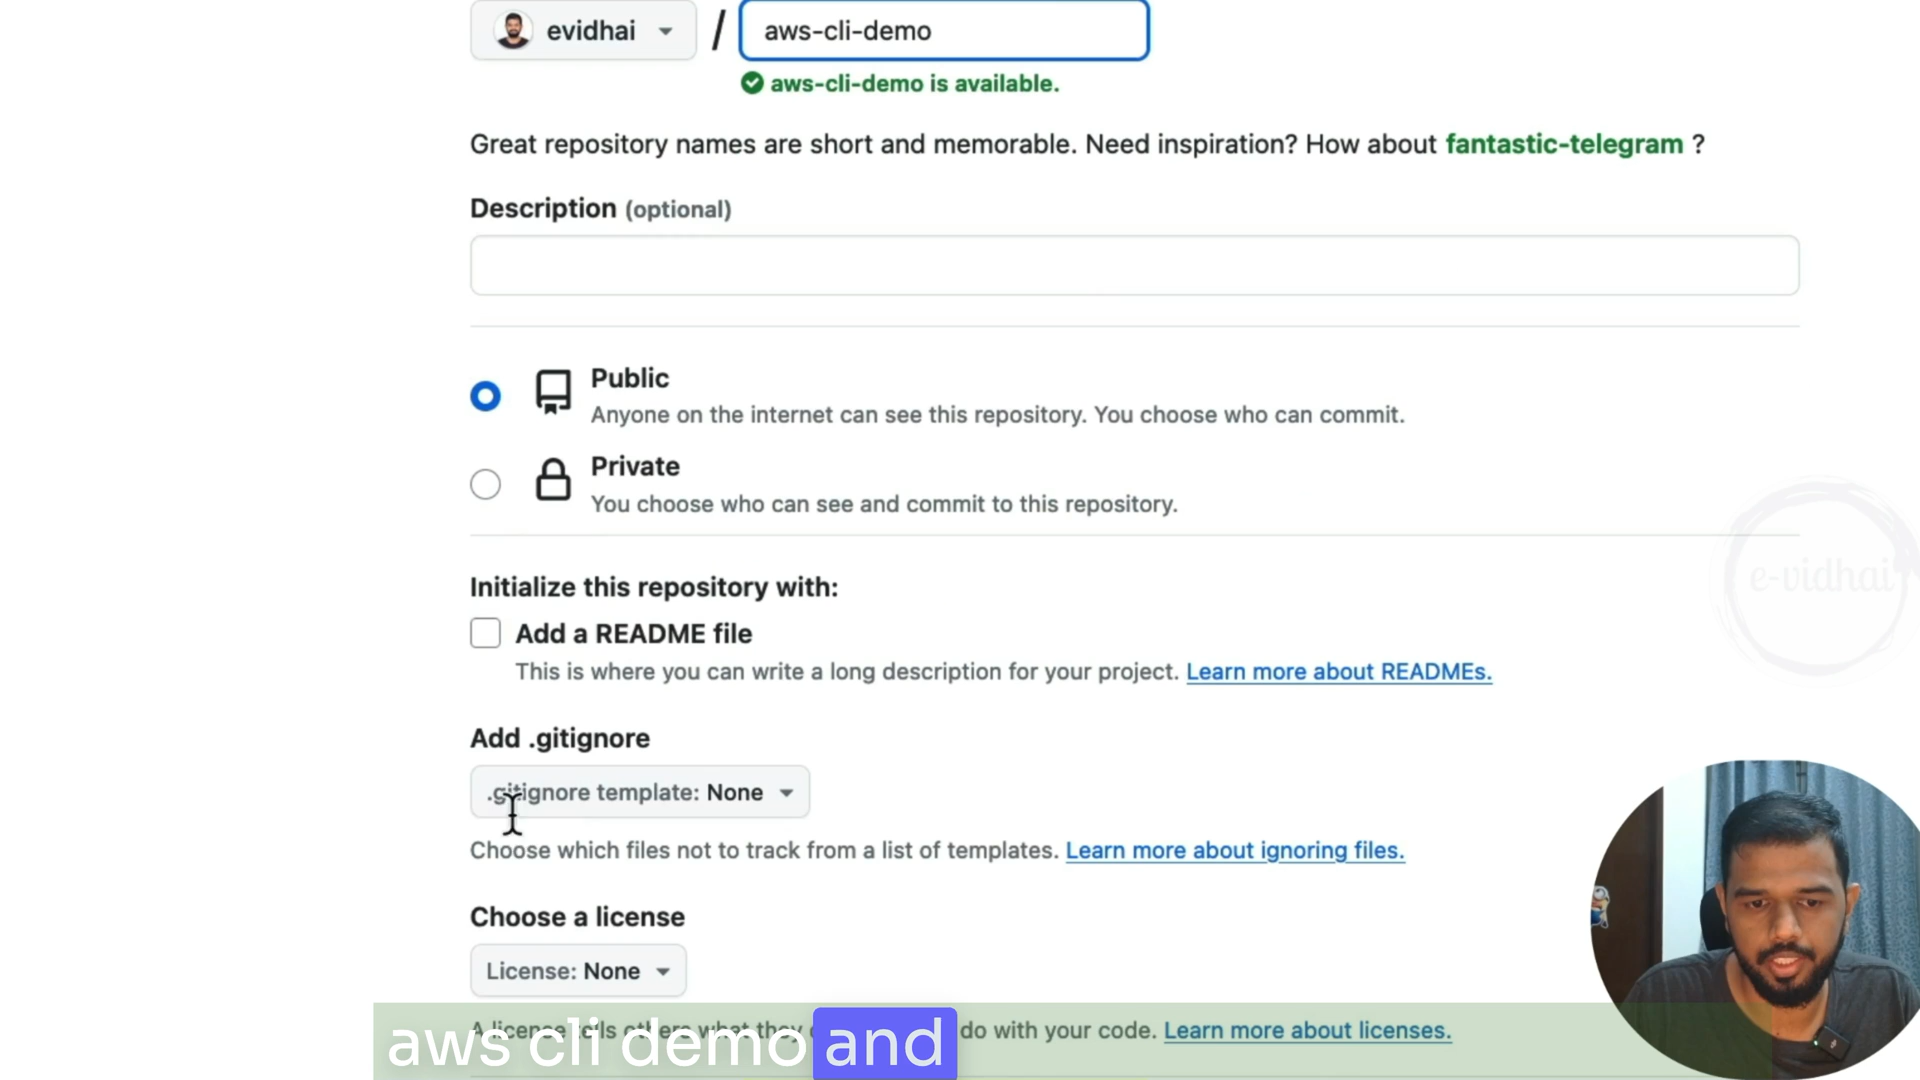 evidhai / aws-cli-demo
aws-cli-demo is available.
Great repository names are short and memorable. Need inspiration? How about fantastic-telegram ?
Description (optional)
Public
Anyone on the internet can see this repository. You choose who can commit.
Private
You choose who can see and commit to this repository.
e-vidhai
Initialize this repository with:
Add a README file
This is where you can write a long description for your project. Learn more about READMEs.
Add .gitignore
.gitignore template: None
Choose which files not to track from a list of templates. Learn more about ignoring files.
Choose a license
License: None
A license tells others what they do with your code. Learn more about licenses.
aws cli demo and